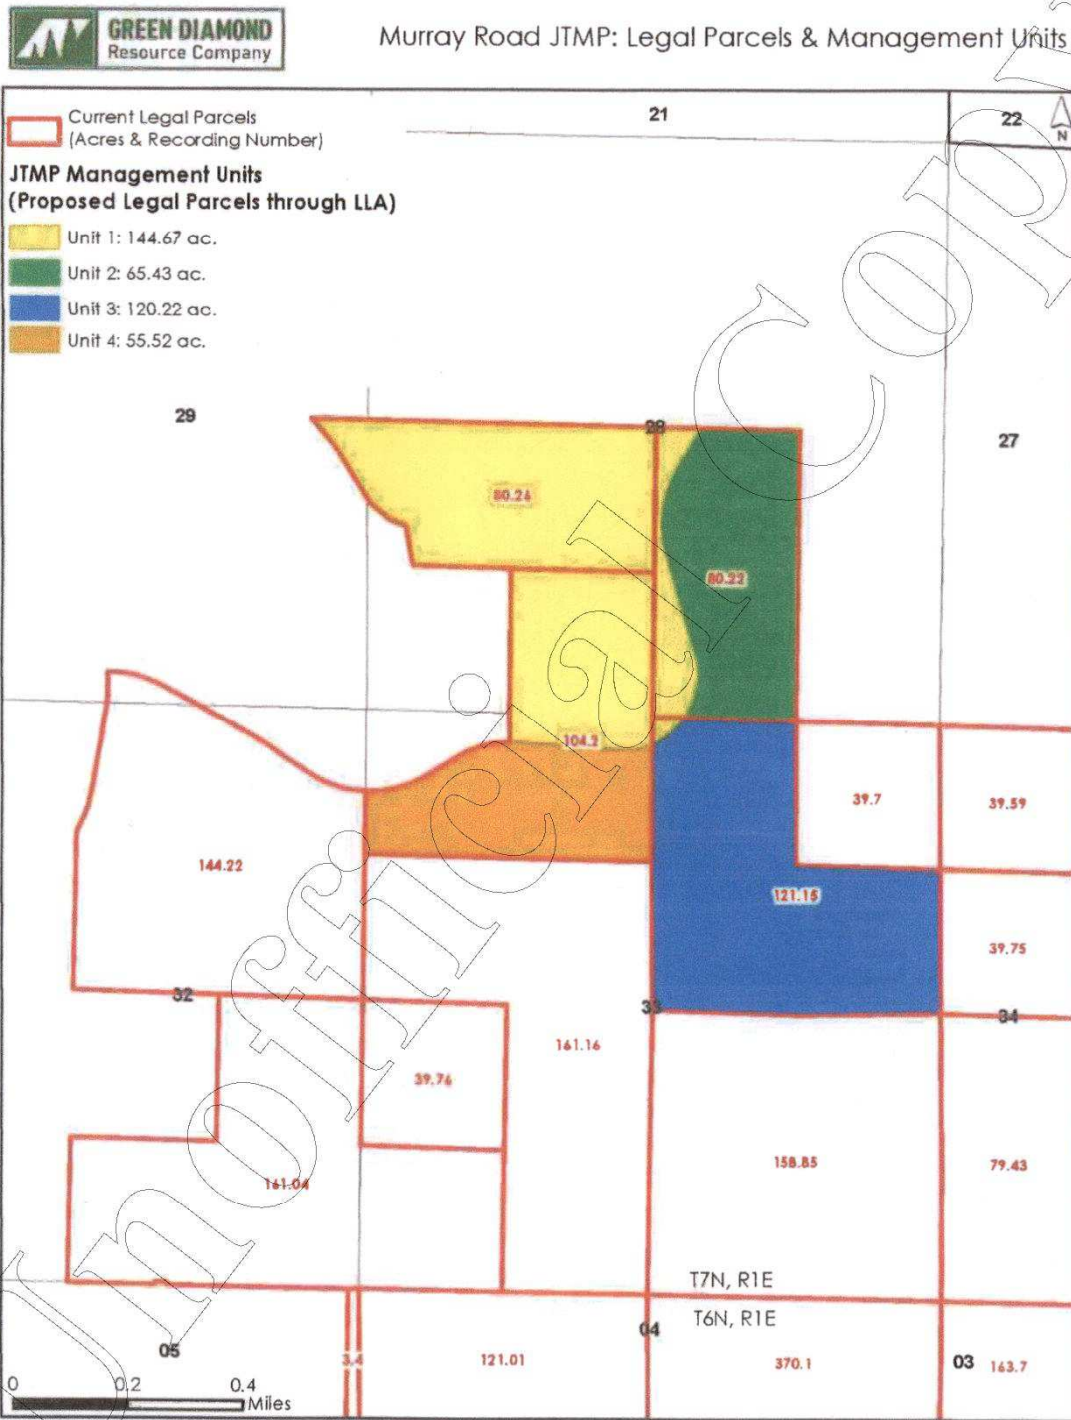 GREEN DIAMOND
Resource Company
Murray Road JTMP: Legal Parcels & Management Units
Current Legal Parcels
(Acres & Recording Number)
JTMP Management Units
(Proposed Legal Parcels through LLA)
Unit 1: 144.67 ac.
Unit 2: 65.43 ac.
Unit 3: 120.22 ac.
Unit 4: 55.52 ac.
21
22
N
29
28
27
80.26
80.22
104.2
39.7
39.59
144.22
121.15
39.75
32
33
34
161.16
39.76
158.85
79.43
161.04
T7N, R1E
T6N, R1E
05
04
03
3.4
121.01
370.1
163.7
0 0.2 0.4
Miles
Unofficial Copy